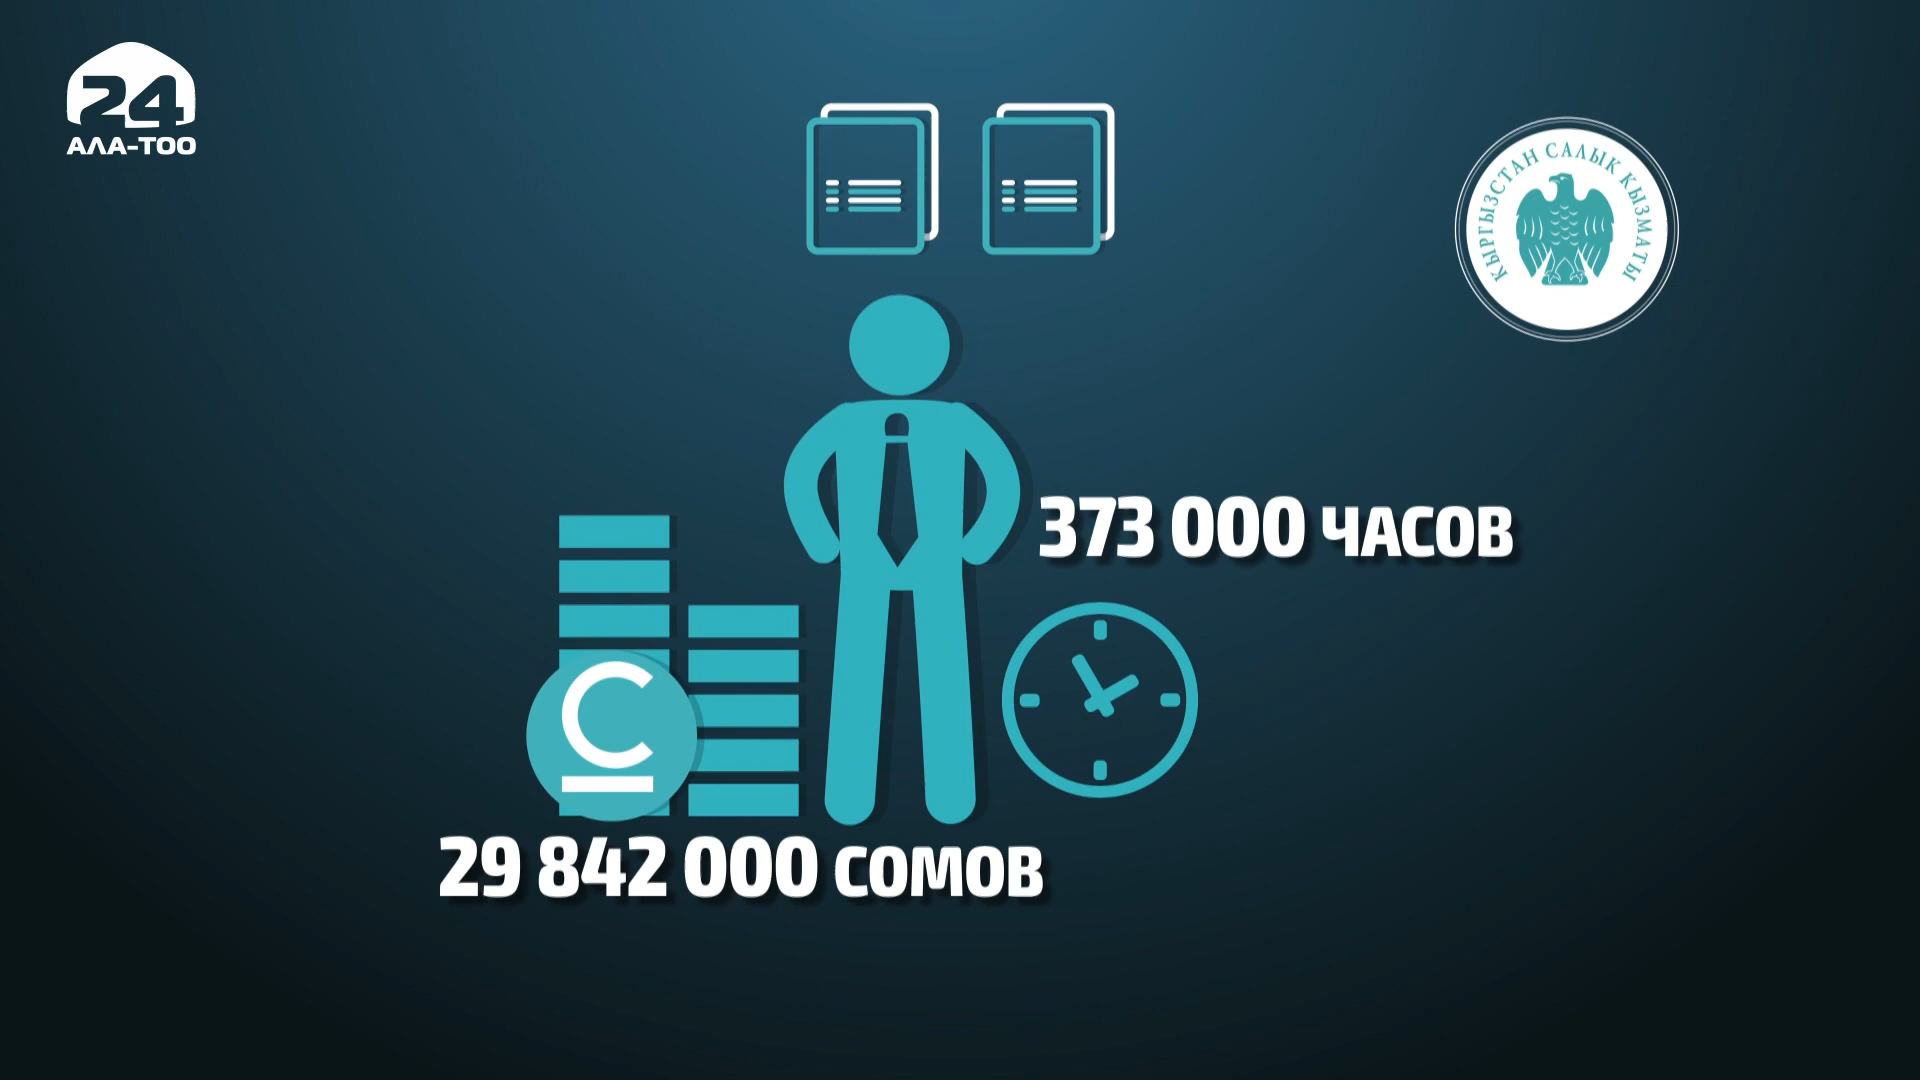 24
АЛА-ТОО
КЫРГЫЗСТАН САЛЫК КЫЗМАТЫ
373 000 ЧАСОВ
С
29 842 000 СОМОВ